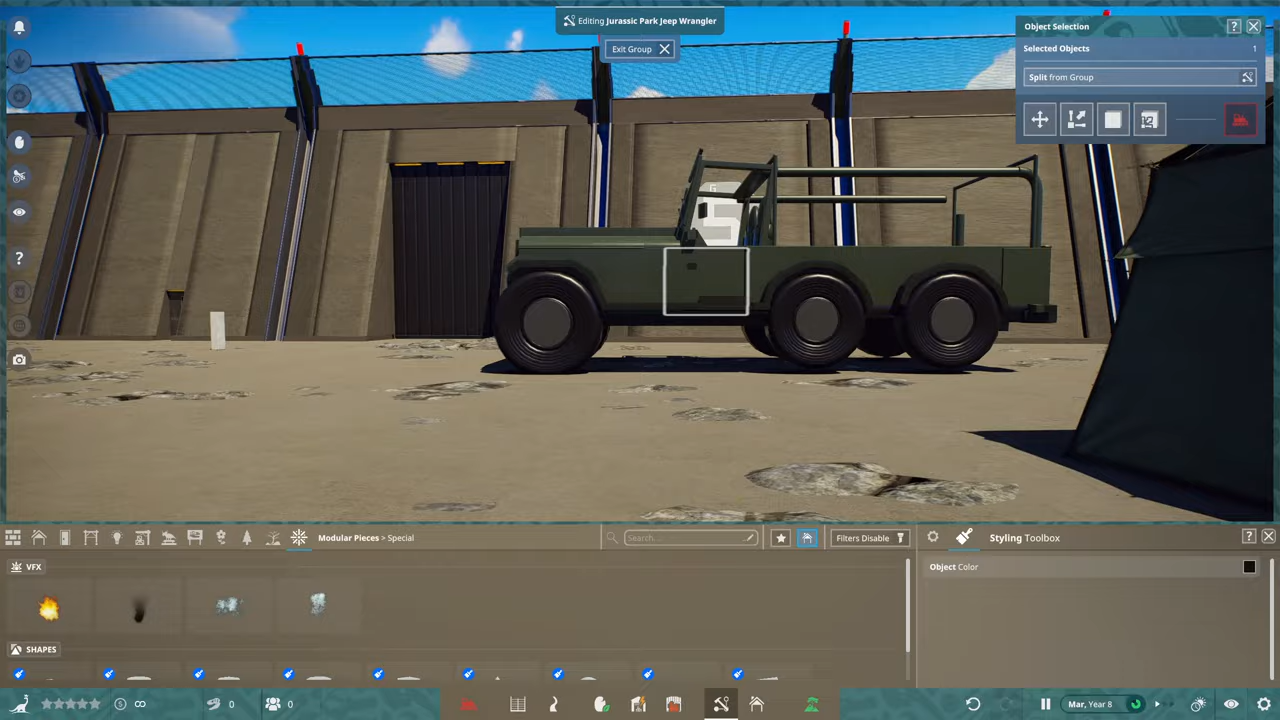 Editing Jurassic Park Jeep Wrangler
Exit Group
Object Selection
?
Selected Objects 1
Split from Group
12
?
Modular Pieces > Special
Search...
Filters Disable
Styling Toolbox
?
VFX
Object Color
SHAPES
∞
0
0
Mar, Year 8